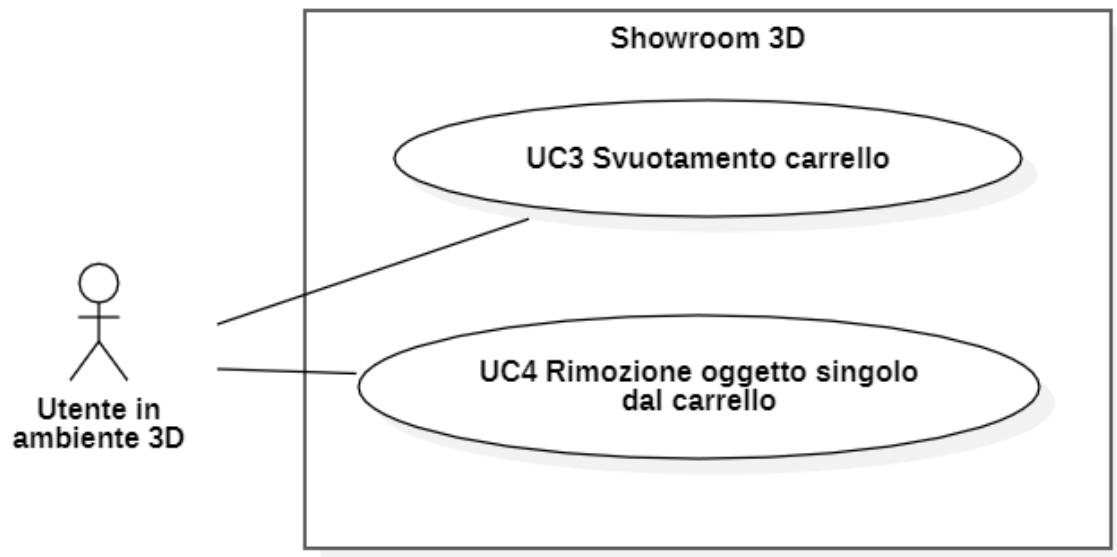 Showroom 3D
UC3 Svuotamento carrello
UC4 Rimozione oggetto singolo
dal carrello
Utente in
ambiente 3D